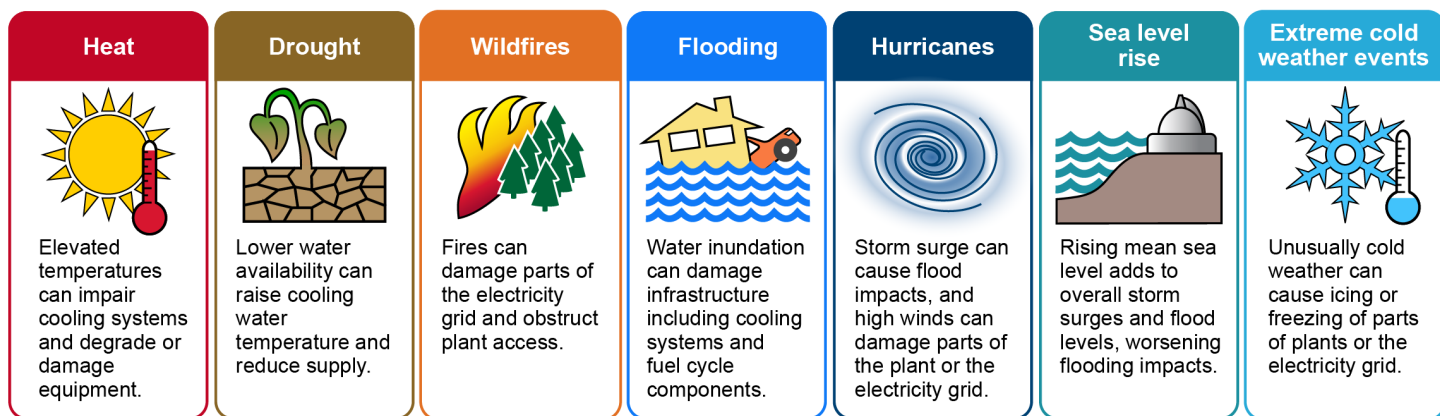 Heat
Elevated
temperatures
can impair
cooling systems
and degrade or
damage
equipment.
Drought
Lower water
availability can
raise cooling
water
temperature and
reduce supply.
Wildfires
Fires can
damage parts of
the electricity
grid and obstruct
plant access.
Flooding
Water inundation
can damage
infrastructure
including cooling
systems and
fuel cycle
components.
Hurricanes
Storm surge can
cause flood
impacts, and
high winds can
damage parts of
the plant or the
electricity grid.
Sea level
rise
Rising mean sea
level adds to
overall storm
surges and flood
levels, worsening
flooding impacts.
Extreme cold
weather events
Unusually cold
weather can
cause icing or
freezing of parts
of plants or the
electricity grid.